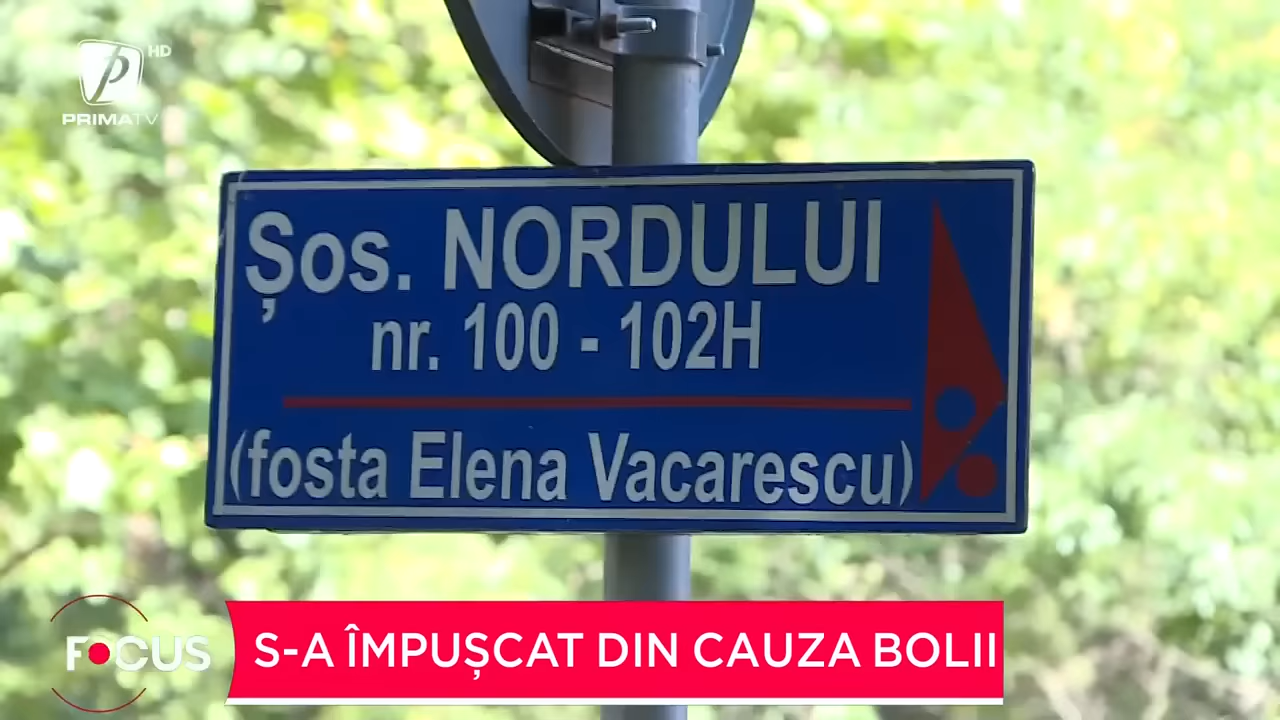 HD
PRIMATV
Șos. NORDULUI
nr. 100 - 102H
(fosta Elena Vacarescu)
FOCUS
S-A ÎMPUȘCAT DIN CAUZA BOLII